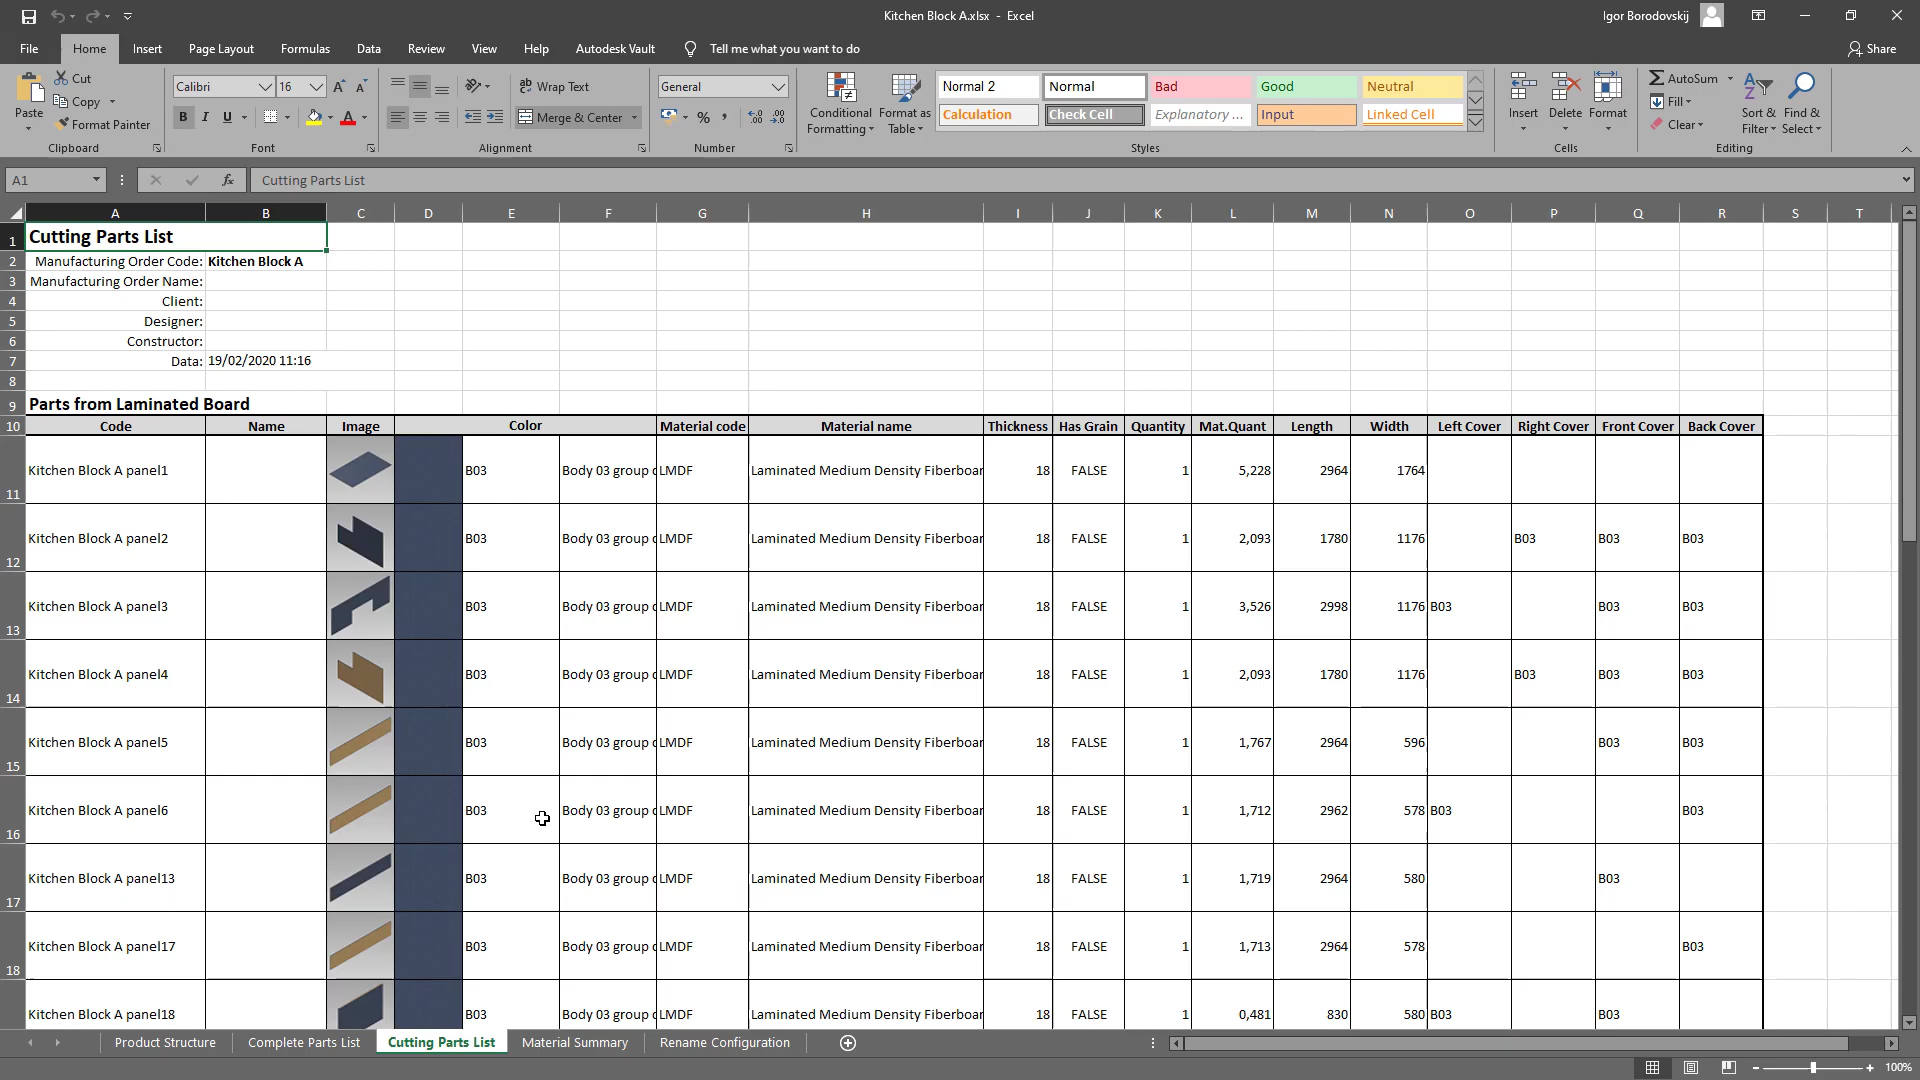 Kitchen Block A.xlsx - Excel
Igor Borodovskij
File Home Insert Page Layout Formulas Data Review View Help Autodesk Vault Tell me what you want to do Share
Paste Cut Copy Format Painter Clipboard
Calibri 16 B I U A Font
Wrap Text Merge & Center Alignment
General % Number
Conditional Formatting Format as Table
Normal 2 Normal Bad Good Neutral
Calculation Check Cell Explanatory ... Input Linked Cell
Styles
Insert Delete Format Cells
AutoSum Fill Clear Sort & Filter Find & Select Editing
A1 fx Cutting Parts List
A B C D E F G H I J K L M N O P Q R S T
1 Cutting Parts List
2 Manufacturing Order Code: Kitchen Block A
3 Manufacturing Order Name:
4 Client:
5 Designer:
6 Constructor:
7 Data: 19/02/2020 11:16
8
9 Parts from Laminated Board
10 Code Name Image Color Material code Material name Thickness Has Grain Quantity Mat.Quant Length Width Left Cover Right Cover Front Cover Back Cover
11 Kitchen Block A panel1 B03 Body 03 group c LMDF Laminated Medium Density Fiberboar 18 FALSE 1 5,228 2964 1764
12 Kitchen Block A panel2 B03 Body 03 group c LMDF Laminated Medium Density Fiberboar 18 FALSE 1 2,093 1780 1176 B03 B03 B03
13 Kitchen Block A panel3 B03 Body 03 group c LMDF Laminated Medium Density Fiberboar 18 FALSE 1 3,526 2998 1176 B03 B03 B03
14 Kitchen Block A panel4 B03 Body 03 group c LMDF Laminated Medium Density Fiberboar 18 FALSE 1 2,093 1780 1176 B03 B03 B03
15 Kitchen Block A panel5 B03 Body 03 group c LMDF Laminated Medium Density Fiberboar 18 FALSE 1 1,767 2964 596 B03 B03
16 Kitchen Block A panel6 B03 Body 03 group c LMDF Laminated Medium Density Fiberboar 18 FALSE 1 1,712 2962 578 B03 B03
17 Kitchen Block A panel13 B03 Body 03 group c LMDF Laminated Medium Density Fiberboar 18 FALSE 1 1,719 2964 580 B03
18 Kitchen Block A panel17 B03 Body 03 group c LMDF Laminated Medium Density Fiberboar 18 FALSE 1 1,713 2964 578 B03
Kitchen Block A panel18 B03 Body 03 group c LMDF Laminated Medium Density Fiberboar 18 FALSE 1 0,481 830 580 B03 B03
Product Structure Complete Parts List Cutting Parts List Material Summary Rename Configuration
100%